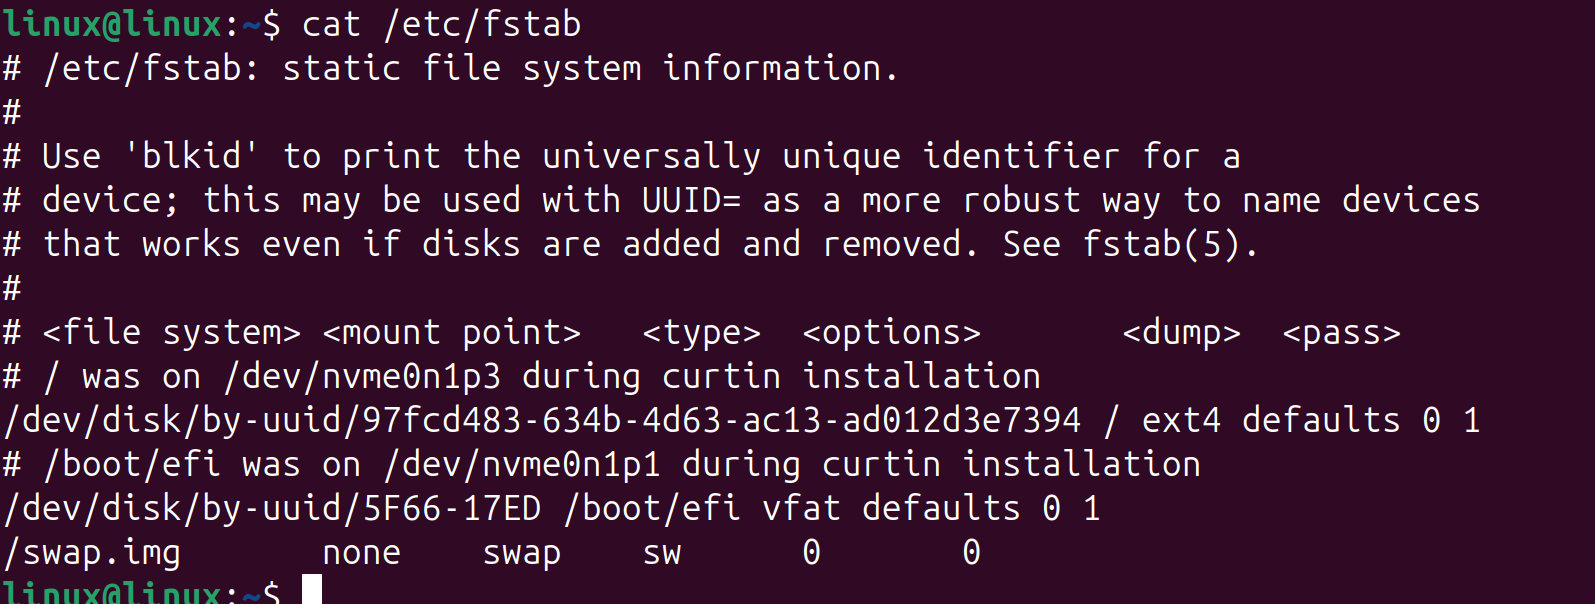 linux@linux:~$ cat /etc/fstab
# /etc/fstab: static file system information.
#
# Use 'blkid' to print the universally unique identifier for a
# device; this may be used with UUID= as a more robust way to name devices
# that works even if disks are added and removed. See fstab(5).
#
# <file system> <mount point>   <type>  <options>       <dump>  <pass>
# / was on /dev/nvme0n1p3 during curtin installation
/dev/disk/by-uuid/97fcd483-634b-4d63-ac13-ad012d3e7394 / ext4 defaults 0 1
# /boot/efi was on /dev/nvme0n1p1 during curtin installation
/dev/disk/by-uuid/5F66-17ED /boot/efi vfat defaults 0 1
/swap.img       none    swap    sw      0       0
linux@linux:~$